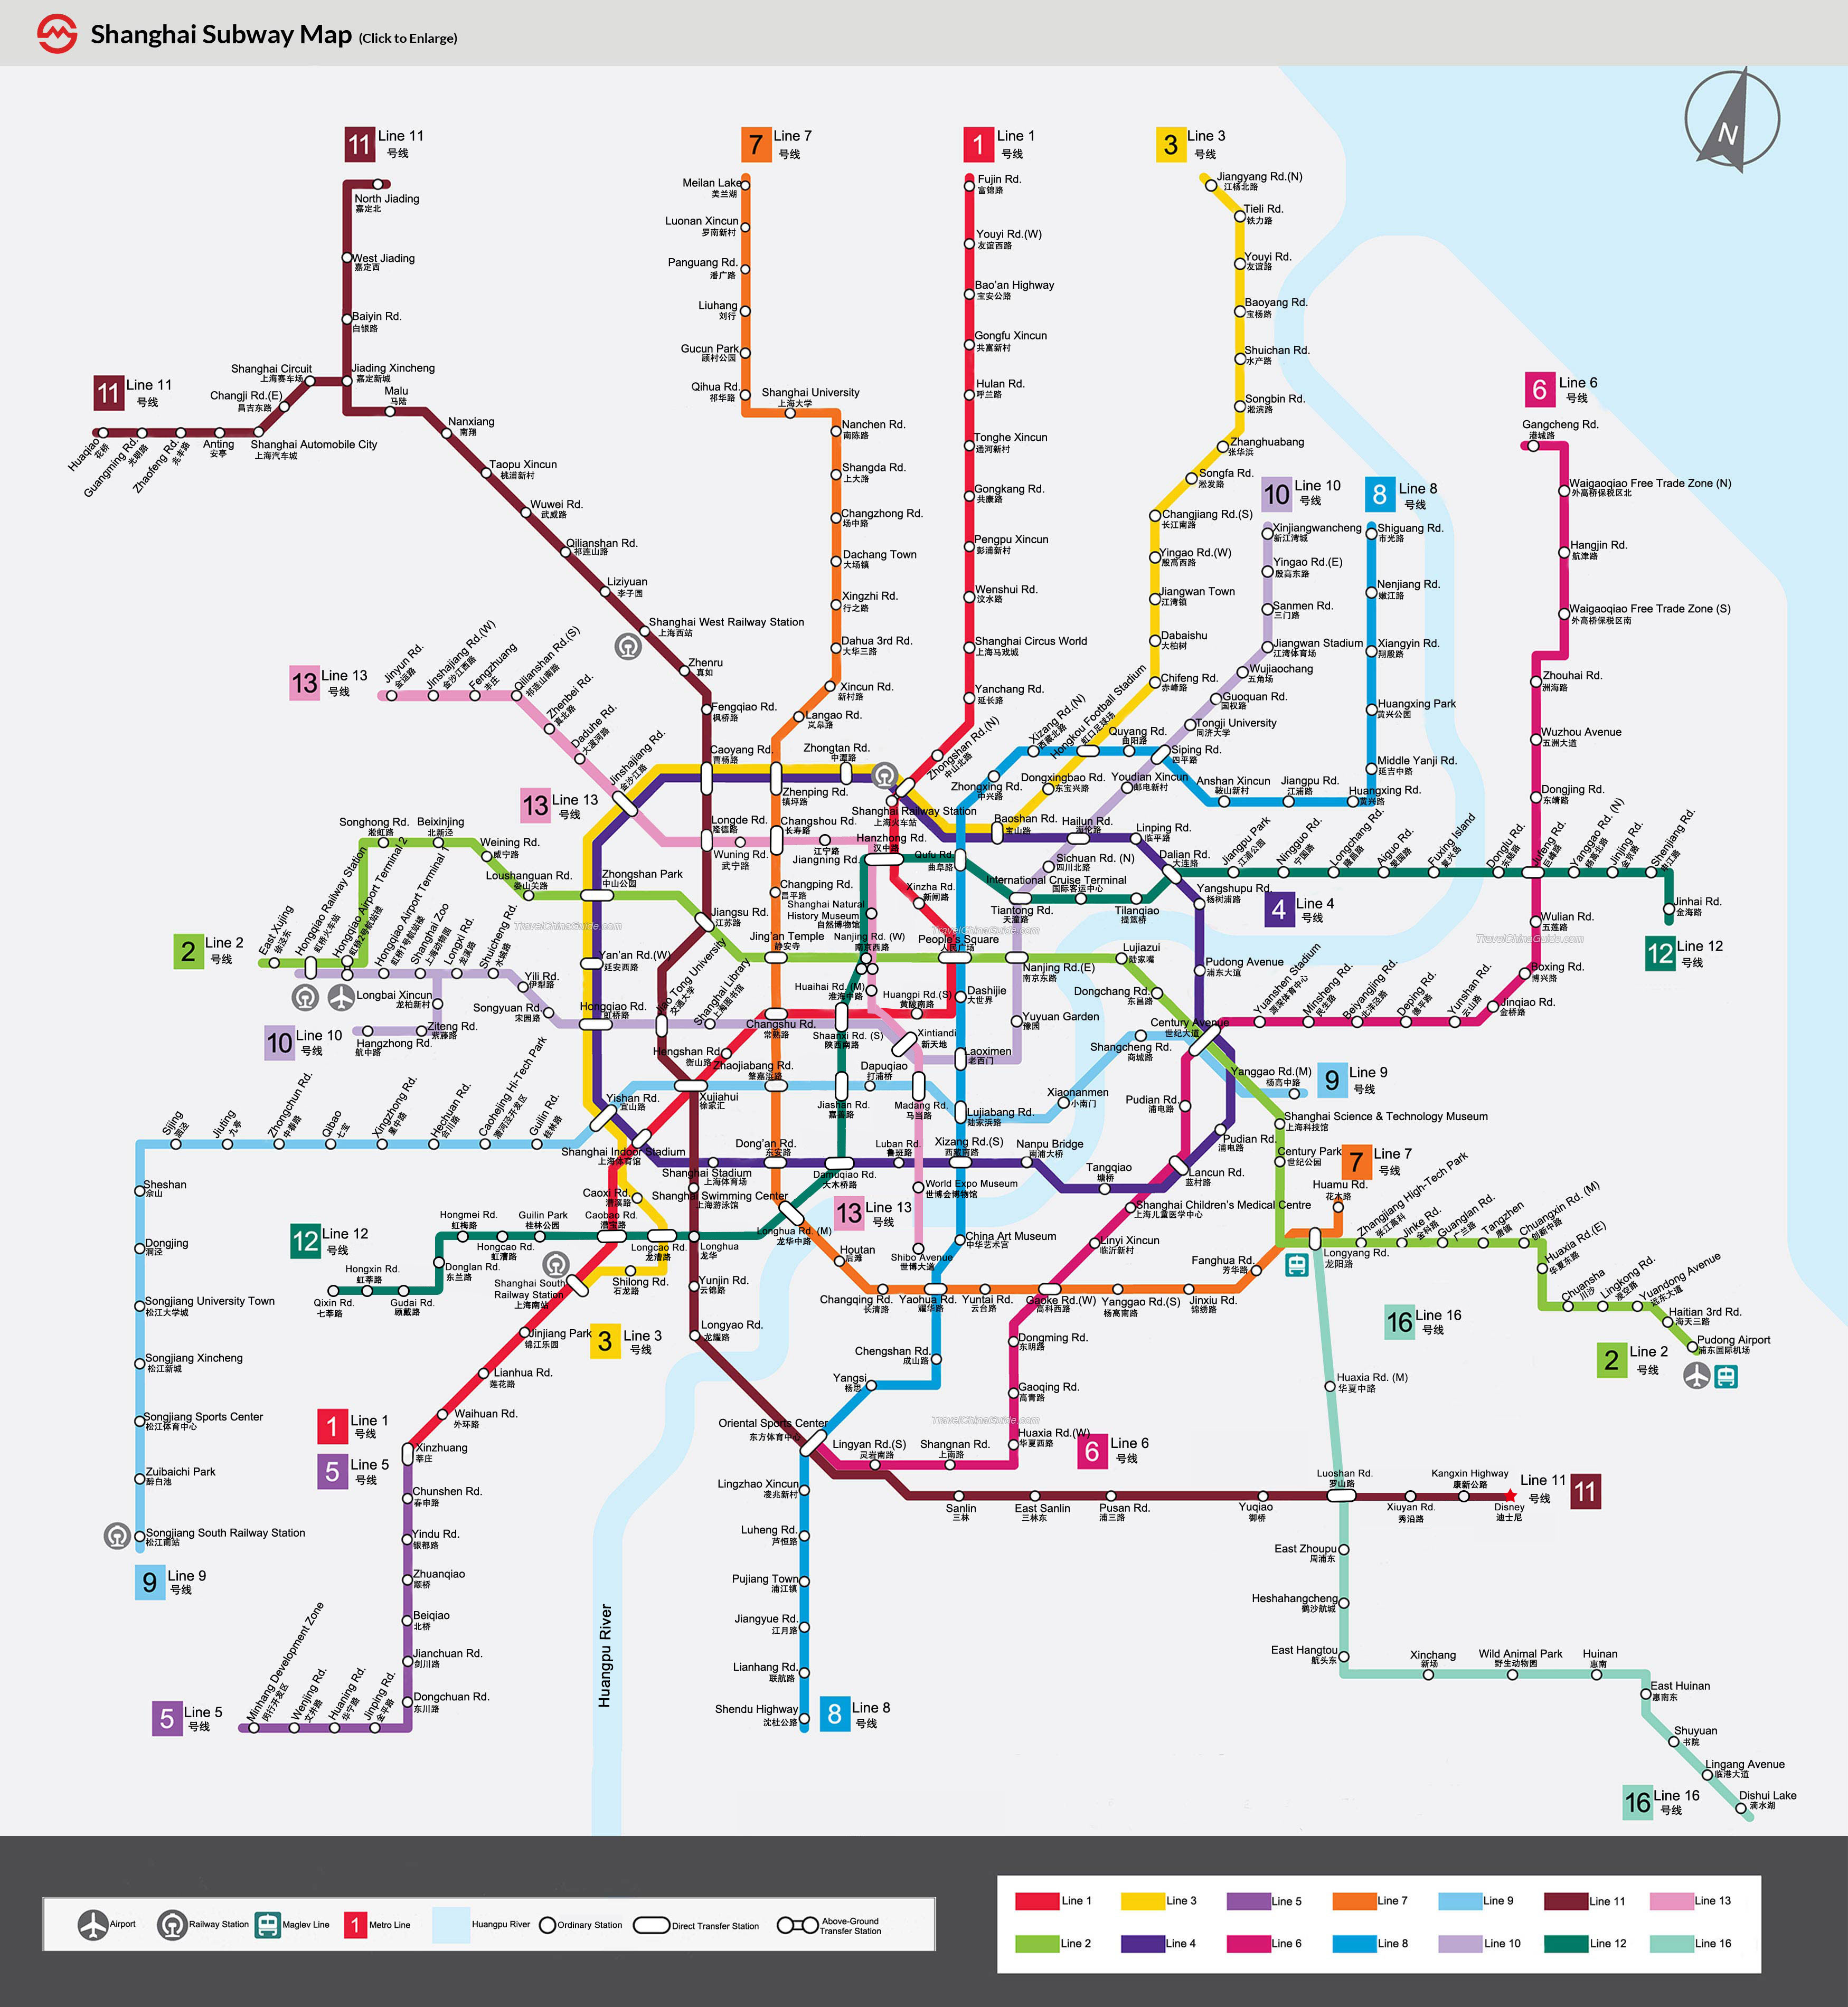 Shanghai Subway Map (Click to Enlarge)
N
11
Line 11
号线
7
Line 7
号线
1
Line 1
号线
3
Line 3
号线
North Jiading
嘉定北
West Jiading
嘉定西
Baiyin Rd.
白银路
Jiading Xincheng
嘉定新城
Shanghai Circuit
上海赛车场
Changji Rd.(E)
昌吉东路
11
Line 11
号线
Huaqiao
花桥
Guangming Rd.
光明路
Zhaofeng Rd.
兆丰路
Anting
安亭
Shanghai Automobile City
上海汽车城
Malu
马陆
Nanxiang
南翔
Taopu Xincun
桃浦新村
Wuwei Rd.
武威路
Qilianshan Rd.
祁连山路
Liziyuan
李子园
Shanghai West Railway Station
上海西站
Zhenru
真如
Fengqiao Rd.
枫桥路
Caoyang Rd.
曹杨路
Meilan Lake
美兰湖
Luonan Xincun
罗南新村
Panguang Rd.
潘广路
Liuhang
刘行
Gucun Park
顾村公园
Qihua Rd.
祁华路
Shanghai University
上海大学
Nanchen Rd.
南陈路
Shangda Rd.
上大路
Changzhong Rd.
场中路
Dachang Town
大场镇
Xingzhi Rd.
行之路
Dahua 3rd Rd.
大华三路
Xincun Rd.
新村路
Langao Rd.
岚皋路
Zhenping Rd.
镇坪路
Zhongtan Rd.
中潭路
Fujin Rd.
富锦路
Youyi Rd.(W)
友谊西路
Bao'an Highway
宝安公路
Gongfu Xincun
共富新村
Hulan Rd.
呼兰路
Tonghe Xincun
通河新村
Gongkang Rd.
共康路
Pengpu Xincun
彭浦新村
Wenshui Rd.
汶水路
Shanghai Circus World
上海马戏城
Yanchang Rd.
延长路
Zhongshan Rd.(N)
中山北路
Shanghai Railway Station
上海火车站
Jiangyang Rd.(N)
江杨北路
Tieli Rd.
铁力路
Youyi Rd.
友谊路
Baoyang Rd.
宝杨路
Shuichan Rd.
水产路
Songbin Rd.
淞滨路
Zhanghuabang
张华浜
Songfa Rd.
淞发路
Changjiang Rd.(S)
长江南路
Yingao Rd.(W)
殷高西路
Jiangwan Town
江湾镇
Dabaishu
大柏树
Chifeng Rd.
赤峰路
Hongkou Football Stadium
虹口足球场
Dongxingbao Rd.
东宝兴路
Baoshan Rd.
宝山路
10
Line 10
号线
Xinjiangwancheng
新江湾城
Yingao Rd.(E)
殷高东路
Sanmen Rd.
三门路
Jiangwan Stadium
江湾体育场
Wujiaochang
五角场
Guoquan Rd.
国权路
Tongji University
同济大学
Siping Rd.
四平路
Youdian Xincun
邮电新村
Hailun Rd.
海伦路
Sichuan Rd. (N)
四川北路
8
Line 8
号线
Shiguang Rd.
市光路
Nenjiang Rd.
嫩江路
Xiangyin Rd.
翔殷路
Huangxing Park
黄兴公园
Middle Yanji Rd.
延吉中路
Huangxing Rd.
黄兴路
Jiangpu Rd.
江浦路
Anshan Xincun
鞍山新村
Quyang Rd.
曲阳路
Xizang Rd.(N)
西藏北路
Zhongxing Rd.
中兴路
6
Line 6
号线
Gangcheng Rd.
港城路
Waigaoqiao Free Trade Zone (N)
外高桥保税区北
Hangjin Rd.
航津路
Waigaoqiao Free Trade Zone (S)
外高桥保税区南
Zhouhai Rd.
洲海路
Wuzhou Avenue
五洲大道
Dongjing Rd.
东靖路
Jufeng Rd.
巨峰路
Wulian Rd.
五莲路
Boxing Rd.
博兴路
Jinqiao Rd.
金桥路
Yunshan Rd.
云山路
Deping Rd.
德平路
Beiyangjing Rd.
北洋泾路
Minsheng Rd.
民生路
Yuanshen Stadium
源深体育中心
Century Avenue
世纪大道
13
Line 13
号线
Jinyun Rd.
金运路
Jinshajiang Rd.(W)
金沙江西路
Fengzhuang
丰庄
Qilianshan Rd.(S)
祁连山南路
Zhenbei Rd.
真北路
Daduhe Rd.
大渡河路
Jinshajiang Rd.
金沙江路
13
Line 13
号线
Longde Rd.
隆德路
Wuning Rd.
武宁路
Changshou Rd.
长寿路
Jiangning Rd.
江宁路
Hanzhong Rd.
汉中路
Qufu Rd.
曲阜路
Songhong Rd.
淞虹路
Beixinjing
北新泾
Weining Rd.
威宁路
Loushanguan Rd.
娄山关路
Zhongshan Park
中山公园
Jiangsu Rd.
江苏路
2
Line 2
号线
East Xujing
徐泾东
Hongqiao Railway Station
虹桥火车站
Hongqiao Airport Terminal 2
虹桥2号航站楼
Hongqiao Airport Terminal 1
虹桥1号航站楼
Shanghai Zoo
上海动物园
Longxi Rd.
龙溪路
Shuicheng Rd.
水城路
Yili Rd.
伊犁路
Songyuan Rd.
宋园路
Longbai Xincun
龙柏新村
Ziteng Rd.
紫藤路
10
Line 10
号线
Hangzhong Rd.
航中路
Hongqiao Rd.
虹桥路
Yan'an Rd.(W)
延安西路
Jiao Tong University
交通大学
Shanghai Library
上海图书馆
Changping Rd.
昌平路
Jing'an Temple
静安寺
Shanghai Natural
History Museum
自然博物馆
Nanjing Rd. (W)
南京西路
Xinzha Rd.
新闸路
People's Square
人民广场
Nanjing Rd.(E)
南京东路
Lujiazui
陆家嘴
Dongchang Rd.
东昌路
Tiantong Rd.
天潼路
International Cruise Terminal
国际客运中心
Tilanqiao
提篮桥
Dalian Rd.
大连路
Linping Rd.
临平路
Yangshupu Rd.
杨树浦路
Pudong Avenue
浦东大道
4
Line 4
号线
Jiangpu Park
江浦公园
Ningguo Rd.
宁国路
Longchang Rd.
隆昌路
Aiguo Rd.
爱国路
Fuxing Island
复兴岛
Donglu Rd.
东陆路
Yanggao Rd. (N)
杨高北路
Jinjing Rd.
金京路
Shenjiang Rd.
申江路
Jinhai Rd.
金海路
12
Line 12
号线
TravelChinaGuide.com
TravelChinaGuide.com
TravelChinaGuide.com
TravelChinaGuide.com
Huaihai Rd. (M)
淮海中路
Huangpi Rd.(S)
黄陂南路
Dashijie
大世界
Yuyuan Garden
豫园
Laoximen
老西门
Xintiandi
新天地
Shaanxi Rd. (S)
陕西南路
Changshu Rd.
常熟路
Hengshan Rd.
衡山路
Zhaojiabang Rd.
肇嘉浜路
Dapuqiao
打浦桥
Jiashan Rd.
嘉善路
Madang Rd.
马当路
Lujiabang Rd.
陆家浜路
Xiaonanmen
小南门
Shangcheng Rd.
商城路
Yanggao Rd.(M)
杨高中路
9
Line 9
号线
Xujiahui
徐家汇
Yishan Rd.
宜山路
Guilin Rd.
桂林路
Caohejing Hi-Tech Park
漕河泾开发区
Hechuan Rd.
合川路
Xingzhong Rd.
星中路
Qibao
七宝
Zhongchun Rd.
中春路
Jiuting
九亭
Sijing
泗泾
Sheshan
佘山
Dongjing
洞泾
Songjiang University Town
松江大学城
Songjiang Xincheng
松江新城
Songjiang Sports Center
松江体育中心
Zuibaichi Park
醉白池
Songjiang South Railway Station
松江南站
9
Line 9
号线
Shanghai Indoor Stadium
上海体育馆
Shanghai Stadium
上海体育场
Dong'an Rd.
东安路
Damuqiao Rd.
大木桥路
Luban Rd.
鲁班路
Xizang Rd.(S)
西藏南路
Nanpu Bridge
南浦大桥
Tangqiao
塘桥
Lancun Rd.
蓝村路
Pudian Rd.
浦电路
Pudian Rd.
浦电路
Shanghai Science & Technology Museum
上海科技馆
Century Park
世纪公园
7
Line 7
号线
Huamu Rd.
花木路
Longyang Rd.
龙阳路
Zhangjiang High-Tech Park
张江高科
Jinke Rd.
金科路
Guanglan Rd.
广兰路
Tangzhen
唐镇
Chuangxin Rd. (M)
创新中路
Huaxia Rd.(E)
华夏东路
Chuansha
川沙
Lingkong Rd.
凌空路
Yuandong Avenue
远东大道
Haitian 3rd Rd.
海天三路
Pudong Airport
浦东国际机场
2
Line 2
号线
Shanghai Children's Medical Centre
上海儿童医学中心
Linyi Xincun
临沂新村
Fanghua Rd.
芳华路
Jinxiu Rd.
锦绣路
Yanggao Rd.(S)
杨高南路
Gaoke Rd.(W)
高科西路
Yuntai Rd.
云台路
Yaohua Rd.
耀华路
Changqing Rd.
长清路
Houtan
后滩
Longhua Rd. (M)
龙华中路
13
Line 13
号线
World Expo Museum
世博会博物馆
Shibo Avenue
世博大道
China Art Museum
中华艺术宫
Caoxi Rd.
漕溪路
Shanghai Swimming Center
上海游泳馆
Longcao Rd.
龙漕路
Longhua
龙华
Shilong Rd.
石龙路
Yunjin Rd.
云锦路
Longyao Rd.
龙耀路
12
Line 12
号线
Hongmei Rd.
虹梅路
Guilin Park
桂林公园
Caobao Rd.
漕宝路
Hongcao Rd.
虹漕路
Donglan Rd.
东兰路
Hongxin Rd.
虹莘路
Qixin Rd.
七莘路
Gudai Rd.
顾戴路
Shanghai South
Railway Station
上海南站
3
Line 3
号线
Jinjiang Park
锦江乐园
Lianhua Rd.
莲花路
Waihuan Rd.
外环路
Xinzhuang
莘庄
1
Line 1
号线
5
Line 5
号线
Chunshen Rd.
春申路
Yindu Rd.
银都路
Zhuanqiao
颛桥
Beiqiao
北桥
Jianchuan Rd.
剑川路
Dongchuan Rd.
东川路
Jinping Rd.
金平路
Huaning Rd.
华宁路
Wenjing Rd.
文井路
Minhang Development Zone
闵行开发区
5
Line 5
号线
Huangpu River
Chengshan Rd.
成山路
Yangsi
杨思
Oriental Sports Center
东方体育中心
Lingyan Rd.(S)
灵岩南路
Shangnan Rd.
上南路
Dongming Rd.
东明路
Gaoqing Rd.
高青路
Huaxia Rd.(W)
华夏西路
6
Line 6
号线
Lingzhao Xincun
凌兆新村
Luheng Rd.
芦恒路
Pujiang Town
浦江镇
Jiangyue Rd.
江月路
Lianhang Rd.
联航路
Shendu Highway
沈杜公路
8
Line 8
号线
Sanlin
三林
East Sanlin
三林东
Pusan Rd.
浦三路
Yuqiao
御桥
Luoshan Rd.
罗山路
Xiuyan Rd.
秀沿路
Kangxin Highway
康新公路
Disney
迪士尼
Line 11
号线
11
16
Line 16
号线
Huaxia Rd. (M)
华夏中路
East Zhoupu
周浦东
Heshahangcheng
鹤沙航城
East Hangtou
航头东
Xinchang
新场
Wild Animal Park
野生动物园
Huinan
惠南
East Huinan
惠南东
Shuyuan
书院
Lingang Avenue
临港大道
Dishui Lake
滴水湖
16
Line 16
号线
Airport
Railway Station
Maglev Line
1
Metro Line
Huangpu River
Ordinary Station
Direct Transfer Station
Above-Ground
Transfer Station
Line 1
Line 3
Line 5
Line 7
Line 9
Line 11
Line 13
Line 2
Line 4
Line 6
Line 8
Line 10
Line 12
Line 16